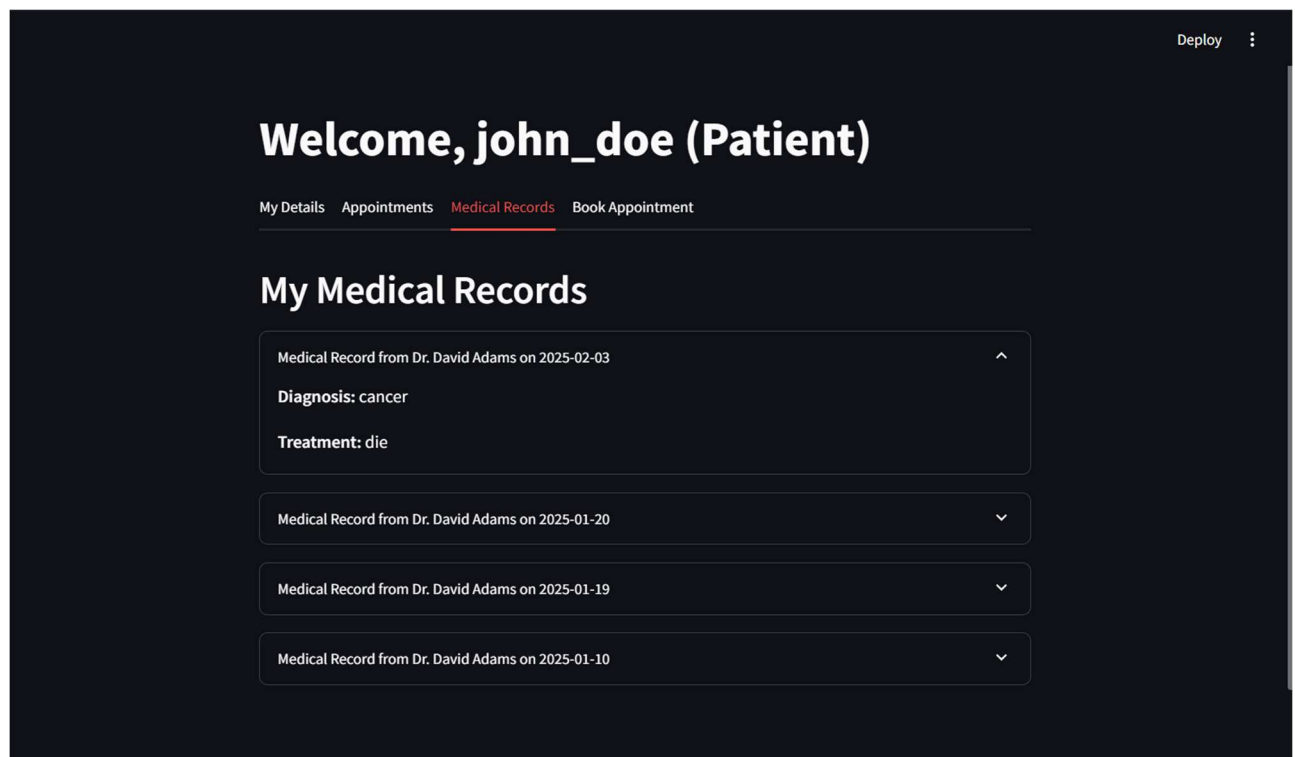 Deploy
Welcome, john_doe (Patient)
My Details Appointments Medical Records Book Appointment
My Medical Records
Medical Record from Dr. David Adams on 2025-02-03
Diagnosis: cancer
Treatment: die
Medical Record from Dr. David Adams on 2025-01-20
Medical Record from Dr. David Adams on 2025-01-19
Medical Record from Dr. David Adams on 2025-01-10